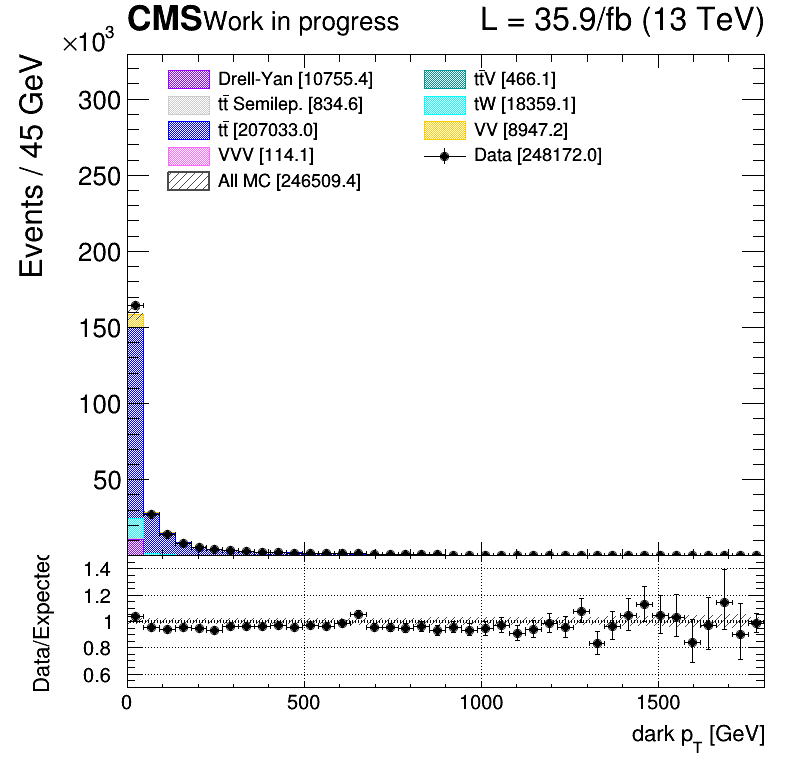 CMS Work in progress L = 35.9/fb (13 TeV)
×10³
Events / 45 GeV
Drell-Yan [10755.4]
tt̄ Semilep. [834.6]
tt̄ [207033.0]
VVV [114.1]
All MC [246509.4]
tt̄V [466.1]
tW [18359.1]
VV [8947.2]
Data [248172.0]
300
250
200
150
100
50
Data/Expected
1.4
1.2
1
0.8
0.6
0 500 1000 1500
dark p_T [GeV]